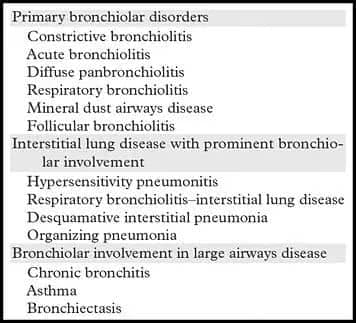 Primary bronchiolar disorders
Constrictive bronchiolitis
Acute bronchiolitis
Diffuse panbronchiolitis
Respiratory bronchiolitis
Mineral dust airways disease
Follicular bronchiolitis
Interstitial lung disease with prominent bronchio-
lar involvement
Hypersensitivity pneumonitis
Respiratory bronchiolitis–interstitial lung disease
Desquamative interstitial pneumonia
Organizing pneumonia
Bronchiolar involvement in large airways disease
Chronic bronchitis
Asthma
Bronchiectasis